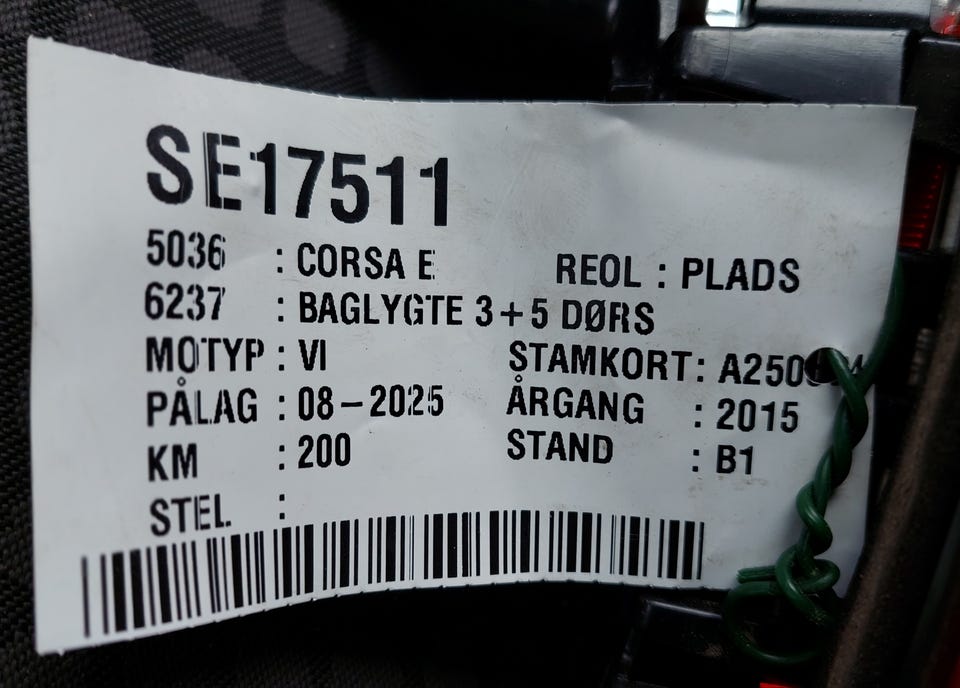 SE17511
5036 : CORSA E REOL : PLADS
6237 : BAGLYGTE 3+5 DØRS
MOTYP : VI STAMKORT:
PÅLAG : 08-2025 ÅRGANG : 2015
KM : 200 STAND : B1
STEL :